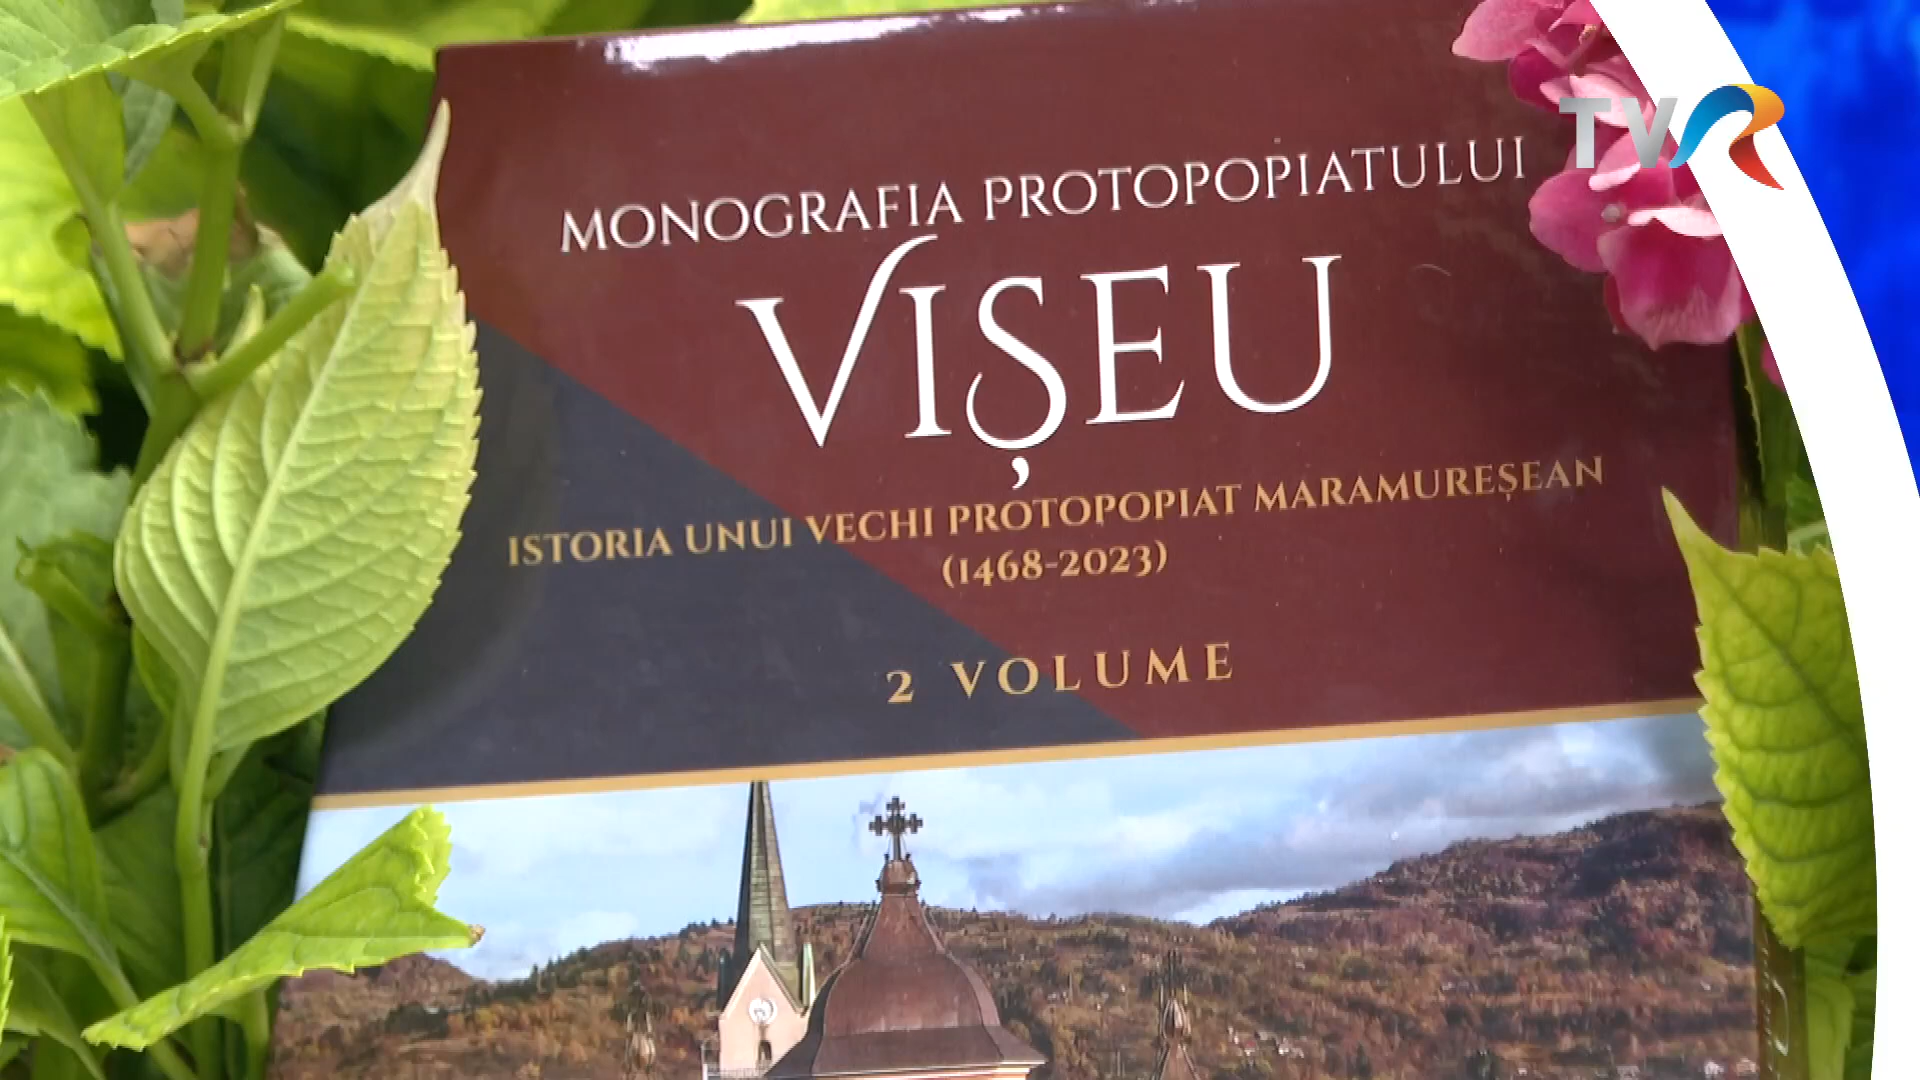 TVR
MONOGRAFIA PROTOPOPIATULUI
VIȘEU
ISTORIA UNUI VECHI PROTOPOPIAT MARAMUREȘEAN
(1468-2023)
2 VOLUME